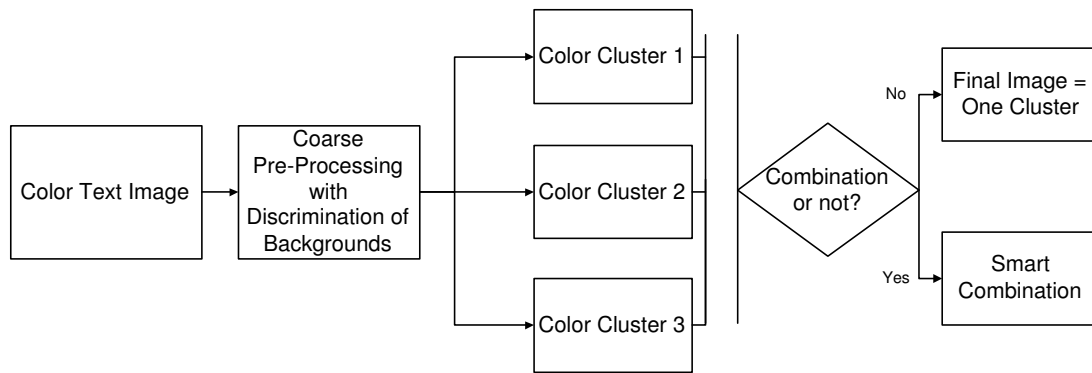 Color Text Image
Coarse
Pre-Processing
with
Discrimination of
Backgrounds
Color Cluster 1
Color Cluster 2
Color Cluster 3
Combination
or not?
No
Final Image =
One Cluster
Yes
Smart
Combination